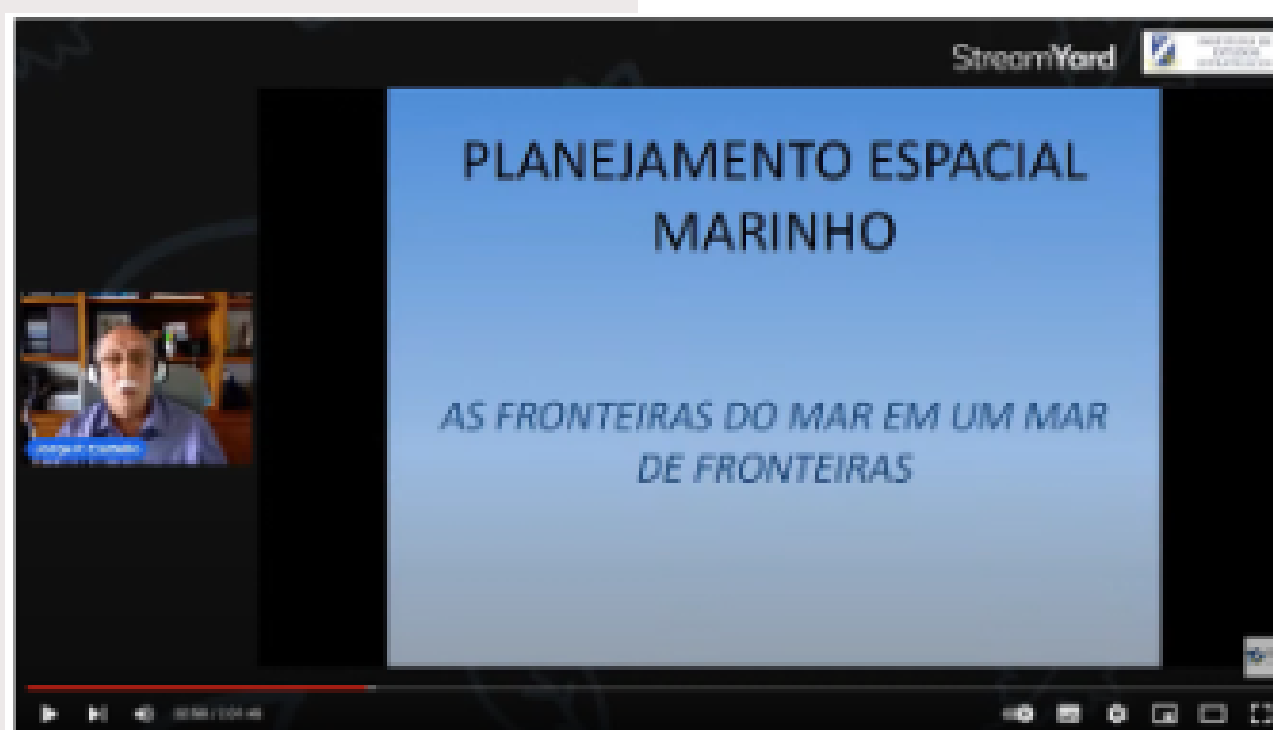 StreamYard
PLANEJAMENTO ESPACIAL
MARINHO
AS FRONTEIRAS DO MAR EM UM MAR
DE FRONTEIRAS